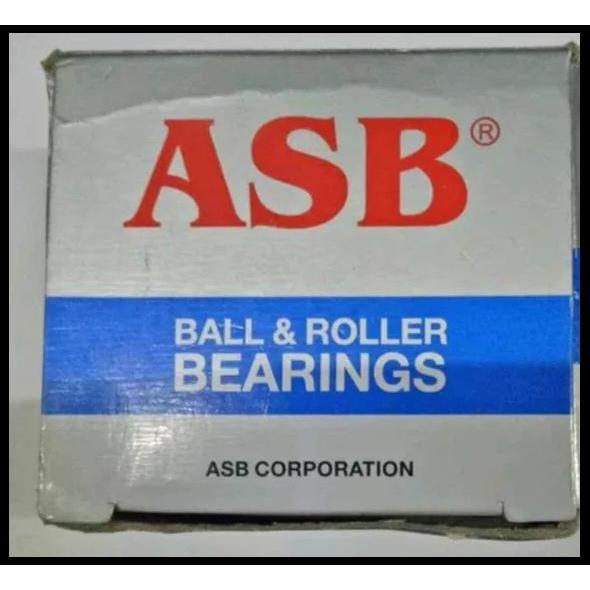 ASB®
BALL & ROLLER
BEARINGS
ASB CORPORATION